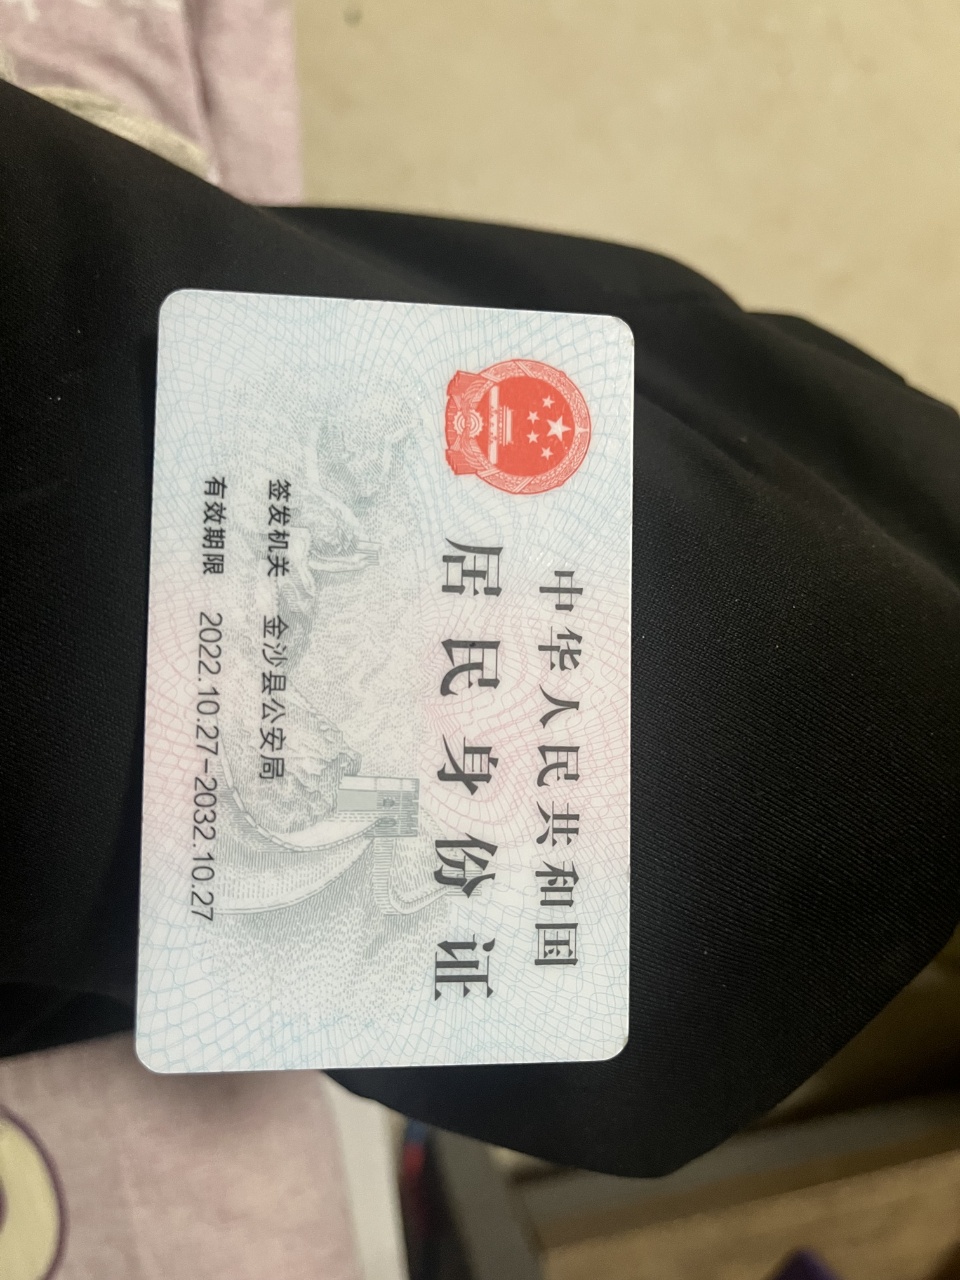 中华人民共和国
居民身份证
签发机关 金沙县公安局
有效期限 2022.10.27-2032.10.27